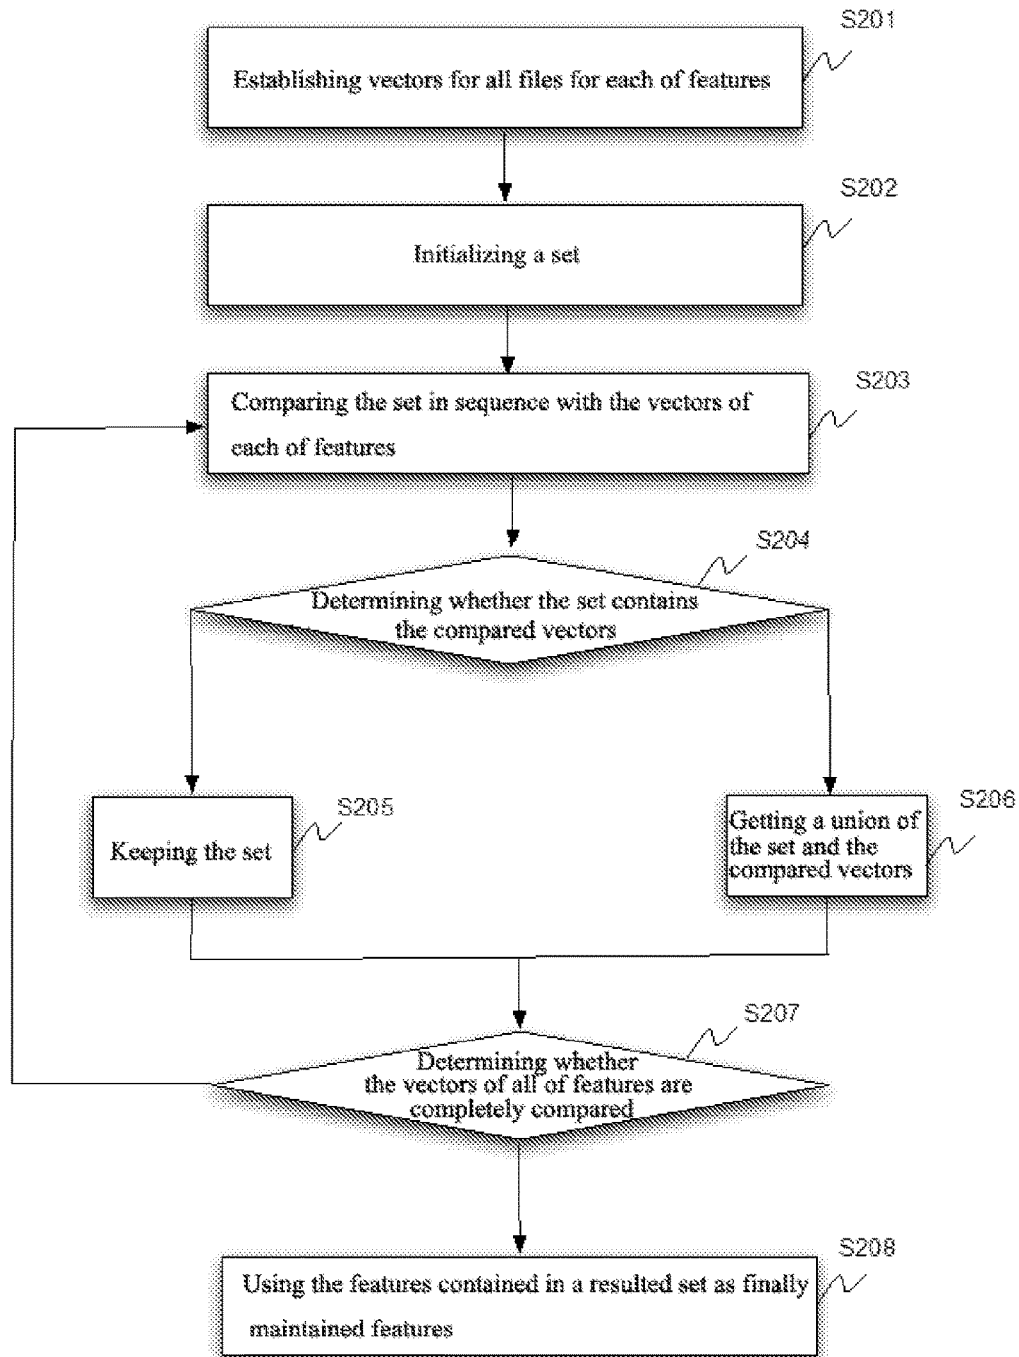 S201
Establishing vectors for all files for each of features
S202
Initializing a set
S203
Comparing the set in sequence with the vectors of
each of features
S204
Determining whether the set contains
the compared vectors
S205
Keeping the set
S206
Getting a union of
the set and the
compared vectors
S207
Determining whether
the vectors of all of features are
completely compared
S208
Using the features contained in a resulted set as finally
maintained features